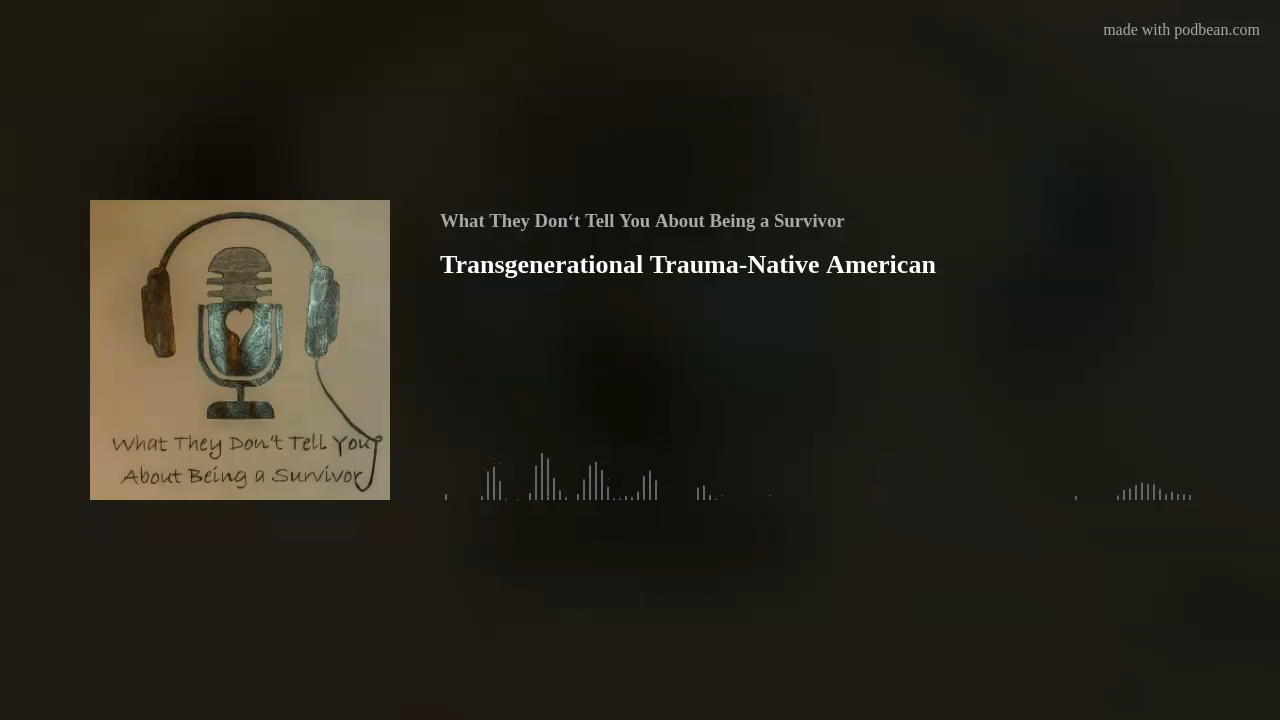 made with podbean.com
What They Don‘t Tell You About Being a Survivor
Transgenerational Trauma-Native American
What They Don't Tell You
About Being a Survivor